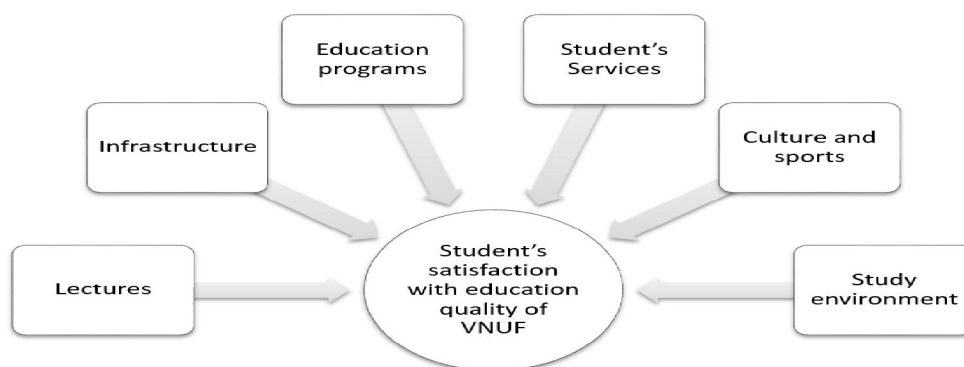 Education
programs
Student’s
Services
Infrastructure
Culture and
sports
Lectures
Student’s
satisfaction
with education
quality of
VNUF
Study
environment